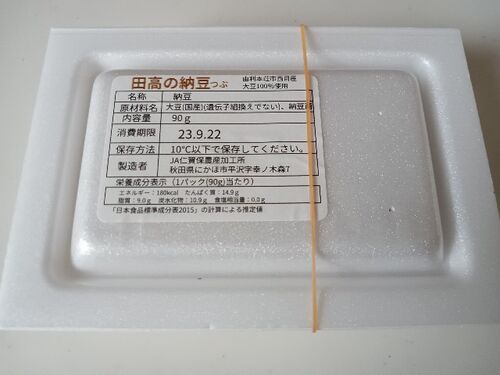 田高の納豆つぶ
由利本荘市西目産
大豆100%使用
名称 納豆
原材料名 大豆(国産)(遺伝子組換えでない)、納豆菌
内容量 90g
消費期限 23.9.22
保存方法 10℃以下で保存してください。
製造者 JA仁賀保農産加工所
秋田県にかほ市平沢字幸ノ木森7
栄養成分表示(1パック(90g)当たり)
エネルギー:180kcal たんぱく質:14.9g
脂質:9.0g 炭水化物:10.9g 食塩相当量:0.0g
「日本食品標準成分表2015」の計算による推定値